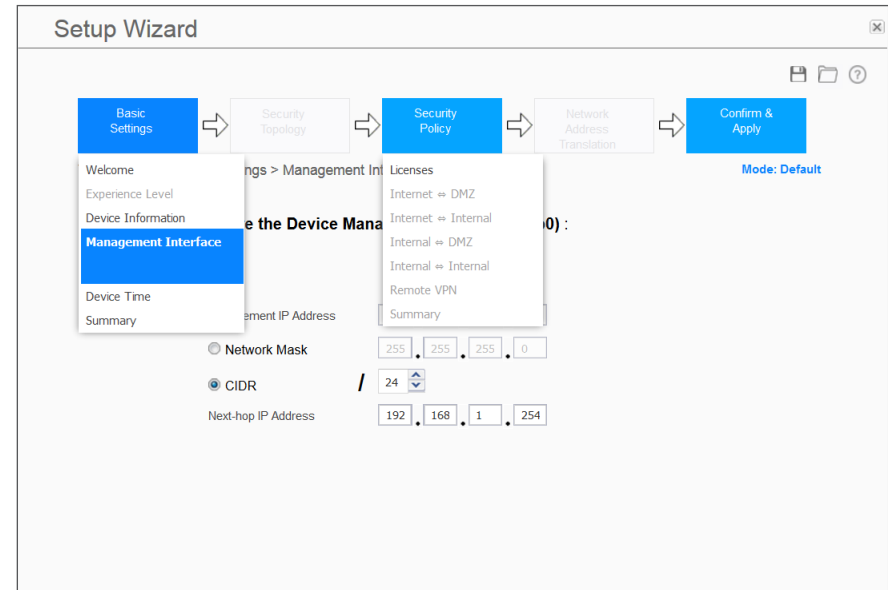 Setup Wizard
Basic
Settings
Security
Topology
Security
Policy
Network
Address
Translation
Confirm &
Apply
Welcome
Experience Level
Device Information
Management Interface
Device Time
Summary
ngs > Management Int
Licenses
Internet ⇔ DMZ
Internet ⇔ Internal
Internal ⇔ DMZ
Internal ⇔ Internal
Remote VPN
Summary
Mode: Default
e the Device Mana
00) :
ement IP Address
Network Mask
255 . 255 . 255 . 0
CIDR / 24
Next-hop IP Address
192 . 168 . 1 . 254